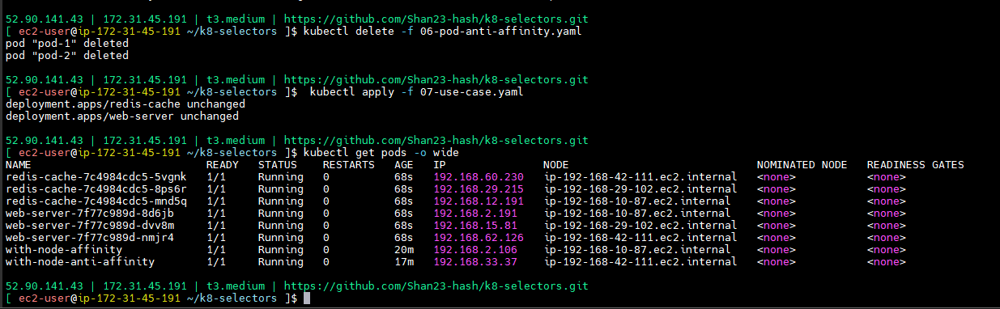 52.90.141.43 | 172.31.45.191 | t3.medium | https://github.com/Shan23-hash/k8-selectors.git
[ ec2-user@ip-172-31-45-191 ~/k8-selectors ]$ kubectl delete -f 06-pod-anti-affinity.yaml
pod "pod-1" deleted
pod "pod-2" deleted
52.90.141.43 | 172.31.45.191 | t3.medium | https://github.com/Shan23-hash/k8-selectors.git
[ ec2-user@ip-172-31-45-191 ~/k8-selectors ]$  kubectl apply -f 07-use-case.yaml
deployment.apps/redis-cache unchanged
deployment.apps/web-server unchanged
52.90.141.43 | 172.31.45.191 | t3.medium | https://github.com/Shan23-hash/k8-selectors.git
[ ec2-user@ip-172-31-45-191 ~/k8-selectors ]$ kubectl get pods -o wide
NAME READY STATUS RESTARTS AGE IP NODE NOMINATED NODE READINESS GATES
redis-cache-7c4984cdc5-5vgnk 1/1 Running 0 68s 192.168.60.230 ip-192-168-42-111.ec2.internal <none> <none>
redis-cache-7c4984cdc5-8ps6r 1/1 Running 0 68s 192.168.29.215 ip-192-168-29-102.ec2.internal <none> <none>
redis-cache-7c4984cdc5-mnd5q 1/1 Running 0 68s 192.168.12.191 ip-192-168-10-87.ec2.internal <none> <none>
web-server-7f77c989d-8d6jb 1/1 Running 0 68s 192.168.2.191 ip-192-168-10-87.ec2.internal <none> <none>
web-server-7f77c989d-dvv8m 1/1 Running 0 68s 192.168.15.81 ip-192-168-29-102.ec2.internal <none> <none>
web-server-7f77c989d-nmjr4 1/1 Running 0 68s 192.168.62.126 ip-192-168-42-111.ec2.internal <none> <none>
with-node-affinity 1/1 Running 0 20m 192.168.2.106 ip-192-168-10-87.ec2.internal <none> <none>
with-node-anti-affinity 1/1 Running 0 17m 192.168.33.37 ip-192-168-42-111.ec2.internal <none> <none>
52.90.141.43 | 172.31.45.191 | t3.medium | https://github.com/Shan23-hash/k8-selectors.git
[ ec2-user@ip-172-31-45-191 ~/k8-selectors ]$